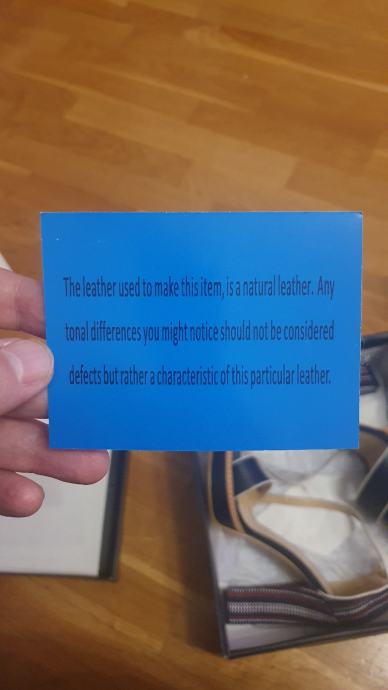 The leather used to make this item, is a natural leather. Any
tonal differences you might notice should not be considered
defects but rather a characteristic of this particular leather.